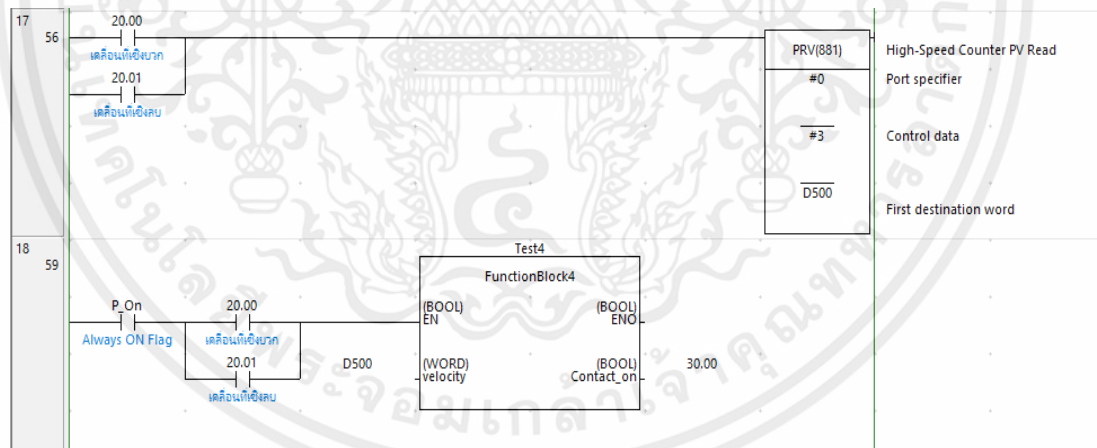 17
56
20.00
เคลื่อนที่เชิงบวก
20.01
เคลื่อนที่เชิงลบ
PRV(881)
High-Speed Counter PV Read
#0
Port specifier
#3
Control data
D500
First destination word
18
59
Test4
FunctionBlock4
P_On
Always ON Flag
20.00
เคลื่อนที่เชิงบวก
20.01
เคลื่อนที่เชิงลบ
(BOOL)
EN
(BOOL)
ENO
D500
(WORD)
velocity
(BOOL)
Contact_on
30.00